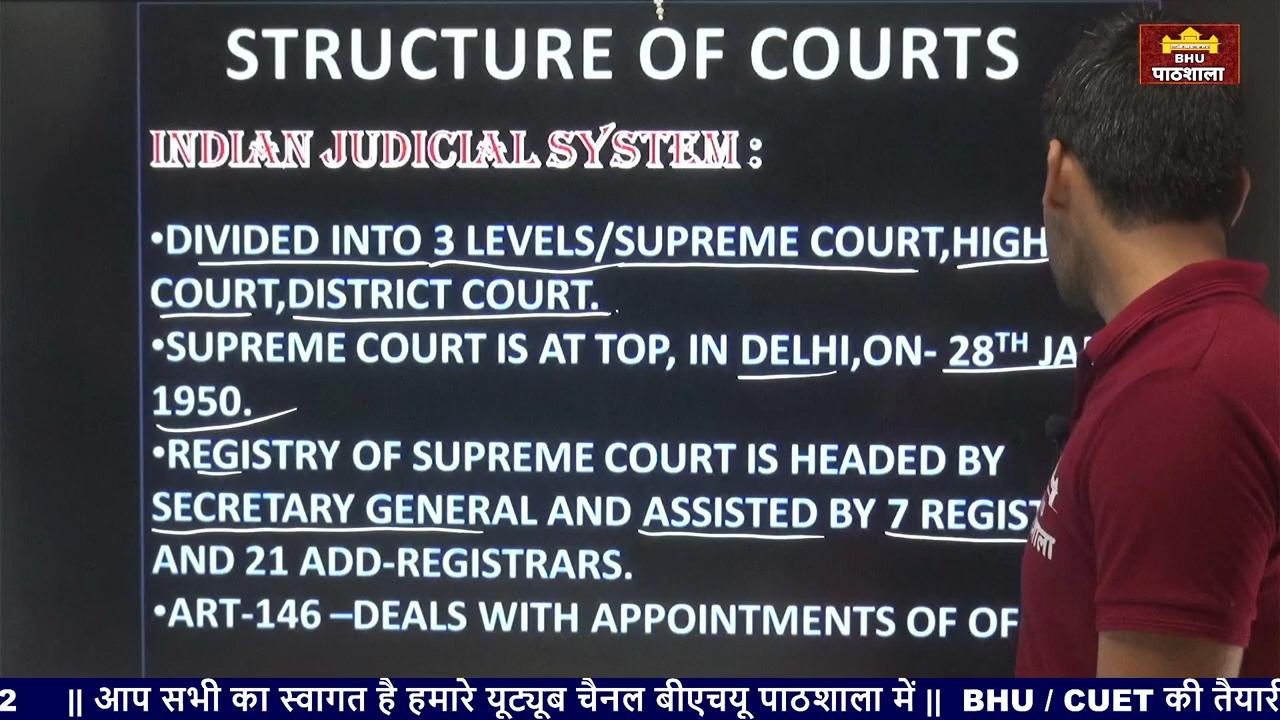 STRUCTURE OF COURTS
BHU
पाठशाला
INDIAN JUDICIAL SYSTEM :
•DIVIDED INTO 3 LEVELS/SUPREME COURT,HIGH
COURT,DISTRICT COURT.
•SUPREME COURT IS AT TOP, IN DELHI,ON- 28TH
1950.
•REGISTRY OF SUPREME COURT IS HEADED BY
SECRETARY GENERAL AND ASSISTED BY 7
AND 21 ADD-REGISTRARS.
•ART-146 –DEALS WITH APPOINTMENTS OF
2 || आप सभी का स्वागत है हमारे यूट्यूब चैनल बीएचयू पाठशाला में || BHU / CUET की तैयारी